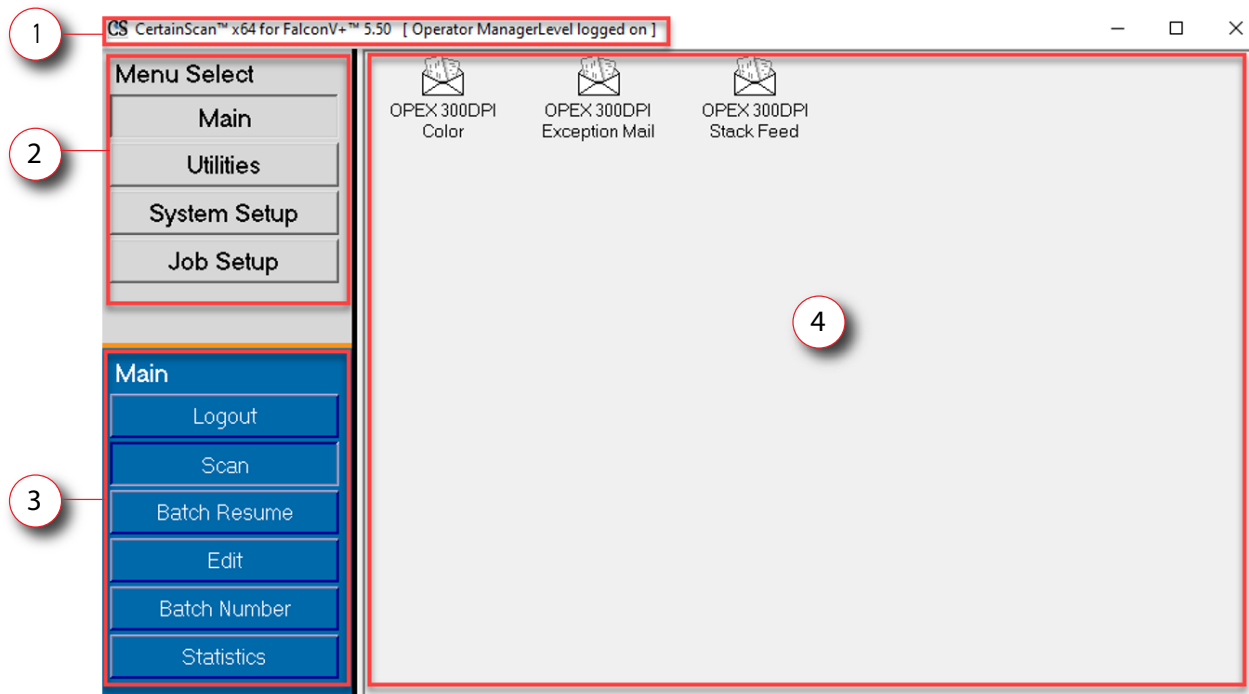 1
CS CertainScan™ x64 for FalconV+™ 5.50 [ Operator ManagerLevel logged on ]
2
Menu Select
Main
Utilities
System Setup
Job Setup
3
Main
Logout
Scan
Batch Resume
Edit
Batch Number
Statistics
4
OPEX 300DPI
Color
OPEX 300DPI
Exception Mail
OPEX 300DPI
Stack Feed